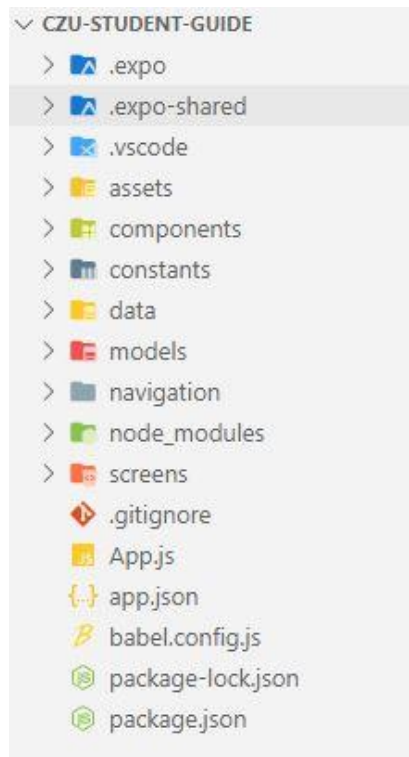 CZU-STUDENT-GUIDE
.expo
.expo-shared
.vscode
assets
components
constants
data
models
navigation
node_modules
screens
.gitignore
App.js
app.json
babel.config.js
package-lock.json
package.json